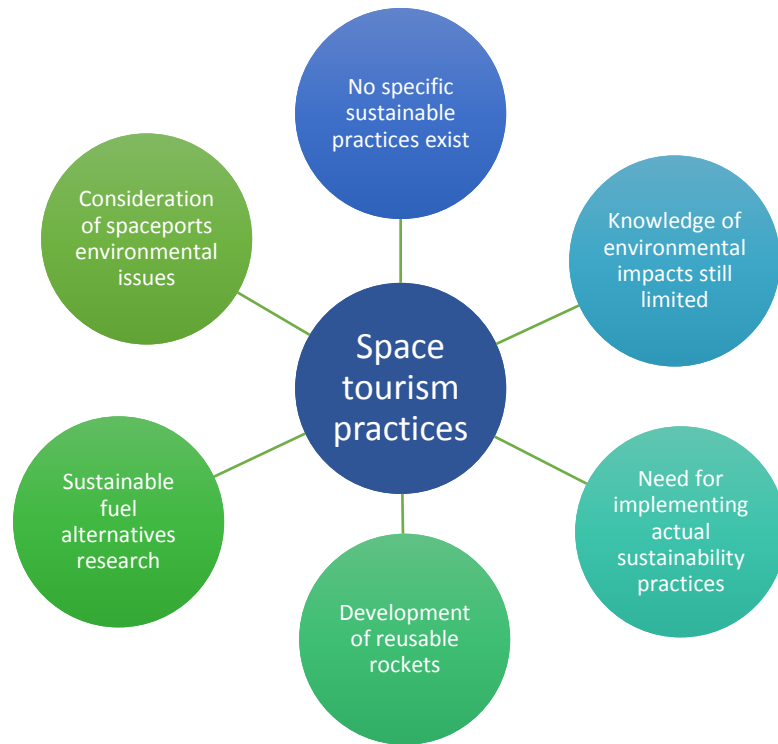 No specific
sustainable
practices exist
Knowledge of
environmental
impacts still
limited
Need for
implementing
actual
sustainability
practices
Development
of reusable
rockets
Sustainable
fuel
alternatives
research
Consideration
of spaceports
environmental
issues
Space
tourism
practices